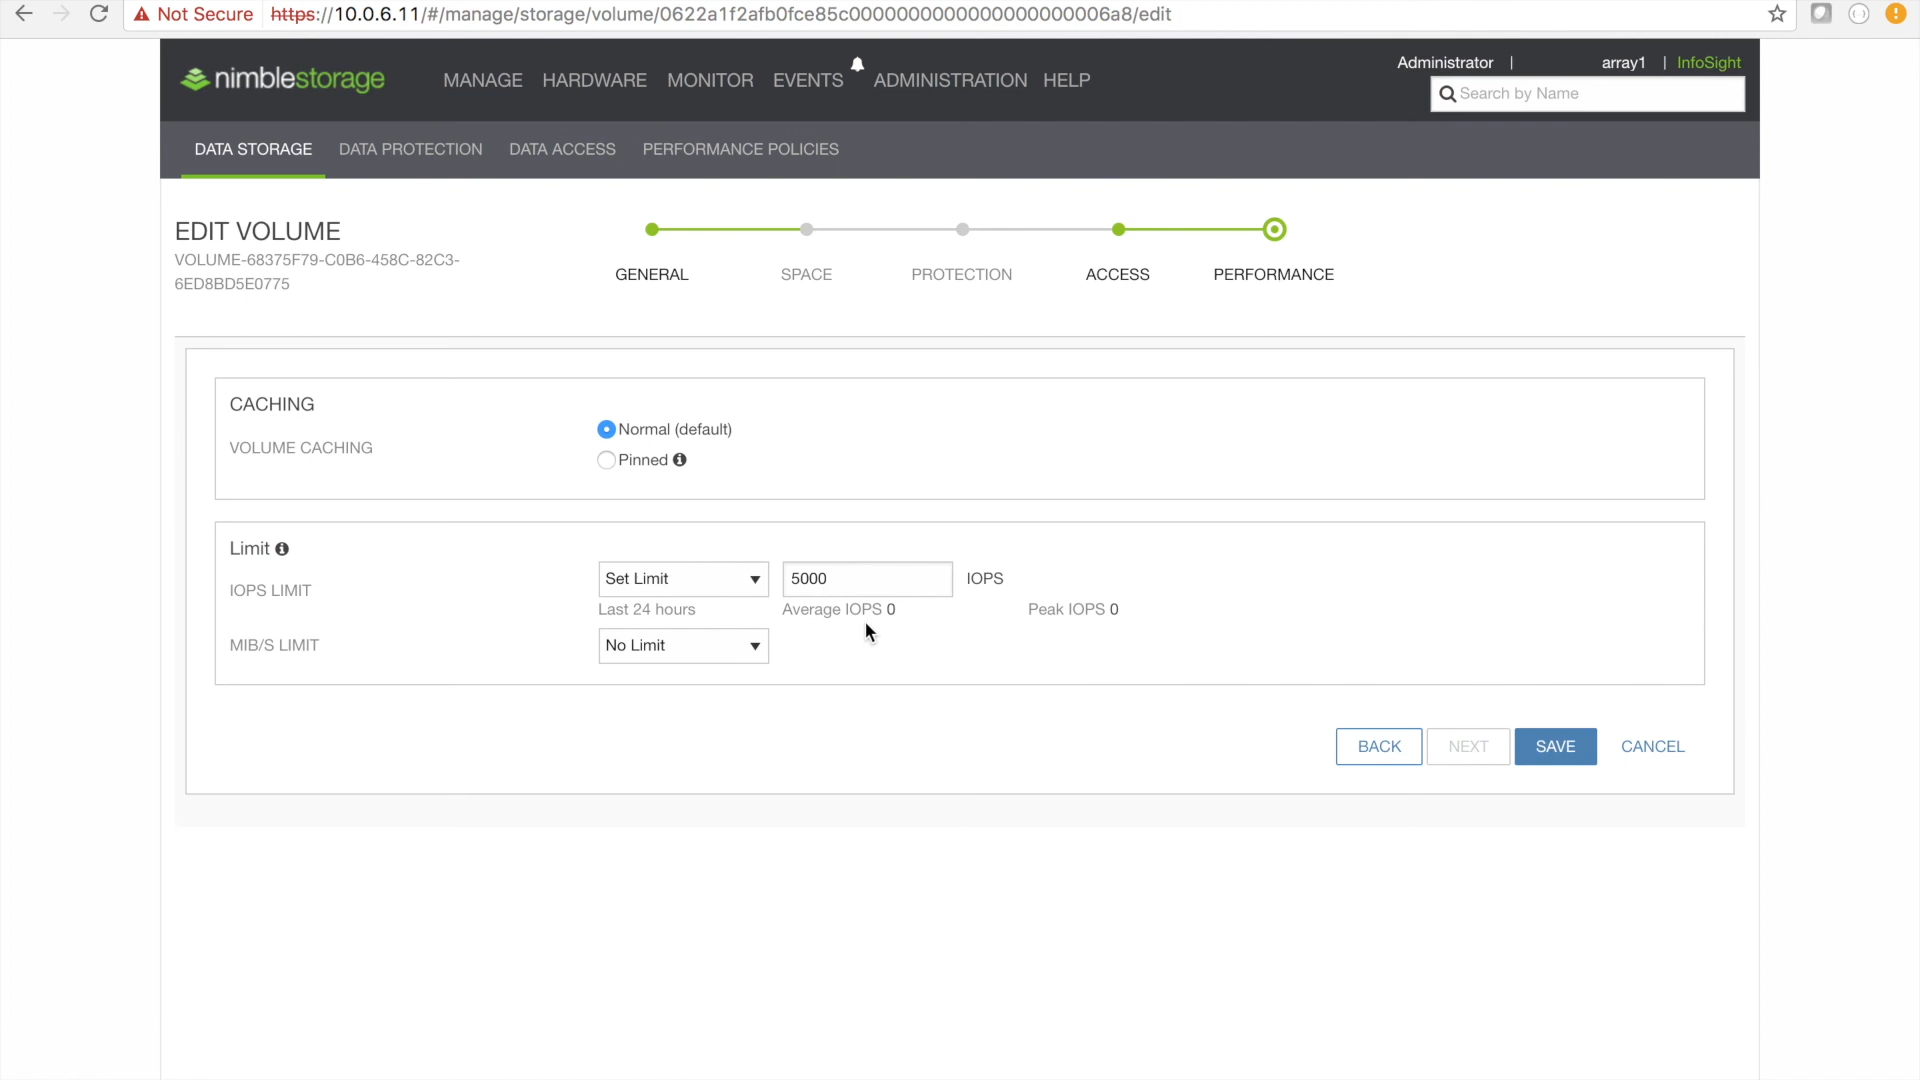 Not Secure https://10.0.6.11/#/manage/storage/volume/0622a1f2afb0fce85c0000000000000000000006a8/edit
nimblestorage MANAGE HARDWARE MONITOR EVENTS ADMINISTRATION HELP
Administrator | array1 | InfoSight
Search by Name
DATA STORAGE DATA PROTECTION DATA ACCESS PERFORMANCE POLICIES
EDIT VOLUME
VOLUME-68375F79-C0B6-458C-82C3-
6ED8BD5E0775
GENERAL SPACE PROTECTION ACCESS PERFORMANCE
CACHING
VOLUME CACHING
Normal (default)
Pinned
Limit
IOPS LIMIT
Set Limit 5000 IOPS
Last 24 hours Average IOPS 0 Peak IOPS 0
MIB/S LIMIT No Limit
BACK NEXT SAVE CANCEL